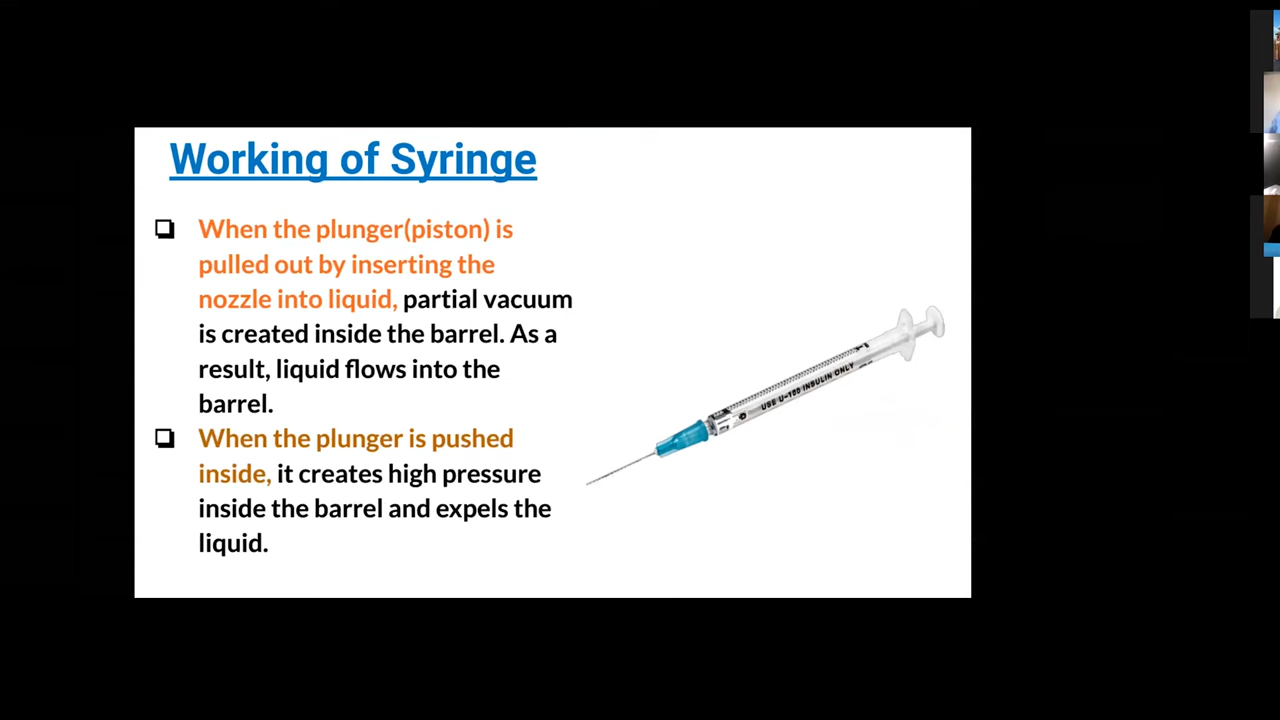 Working of Syringe
When the plunger(piston) is
pulled out by inserting the
nozzle into liquid, partial vacuum
is created inside the barrel. As a
result, liquid flows into the
barrel.
When the plunger is pushed
inside, it creates high pressure
inside the barrel and expels the
liquid.
USE U-100 INSULIN ONLY